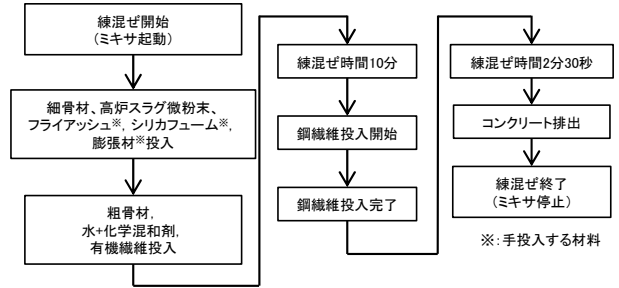 練混ぜ開始
(ミキサ起動)
細骨材、高炉スラグ微粉末、
フライアッシュ※, シリカフューム※,
膨張材※投入
粗骨材,
水+化学混和剤,
有機繊維投入
練混ぜ時間10分
鋼繊維投入開始
鋼繊維投入完了
練混ぜ時間2分30秒
コンクリート排出
練混ぜ終了
(ミキサ停止)
※:手投入する材料